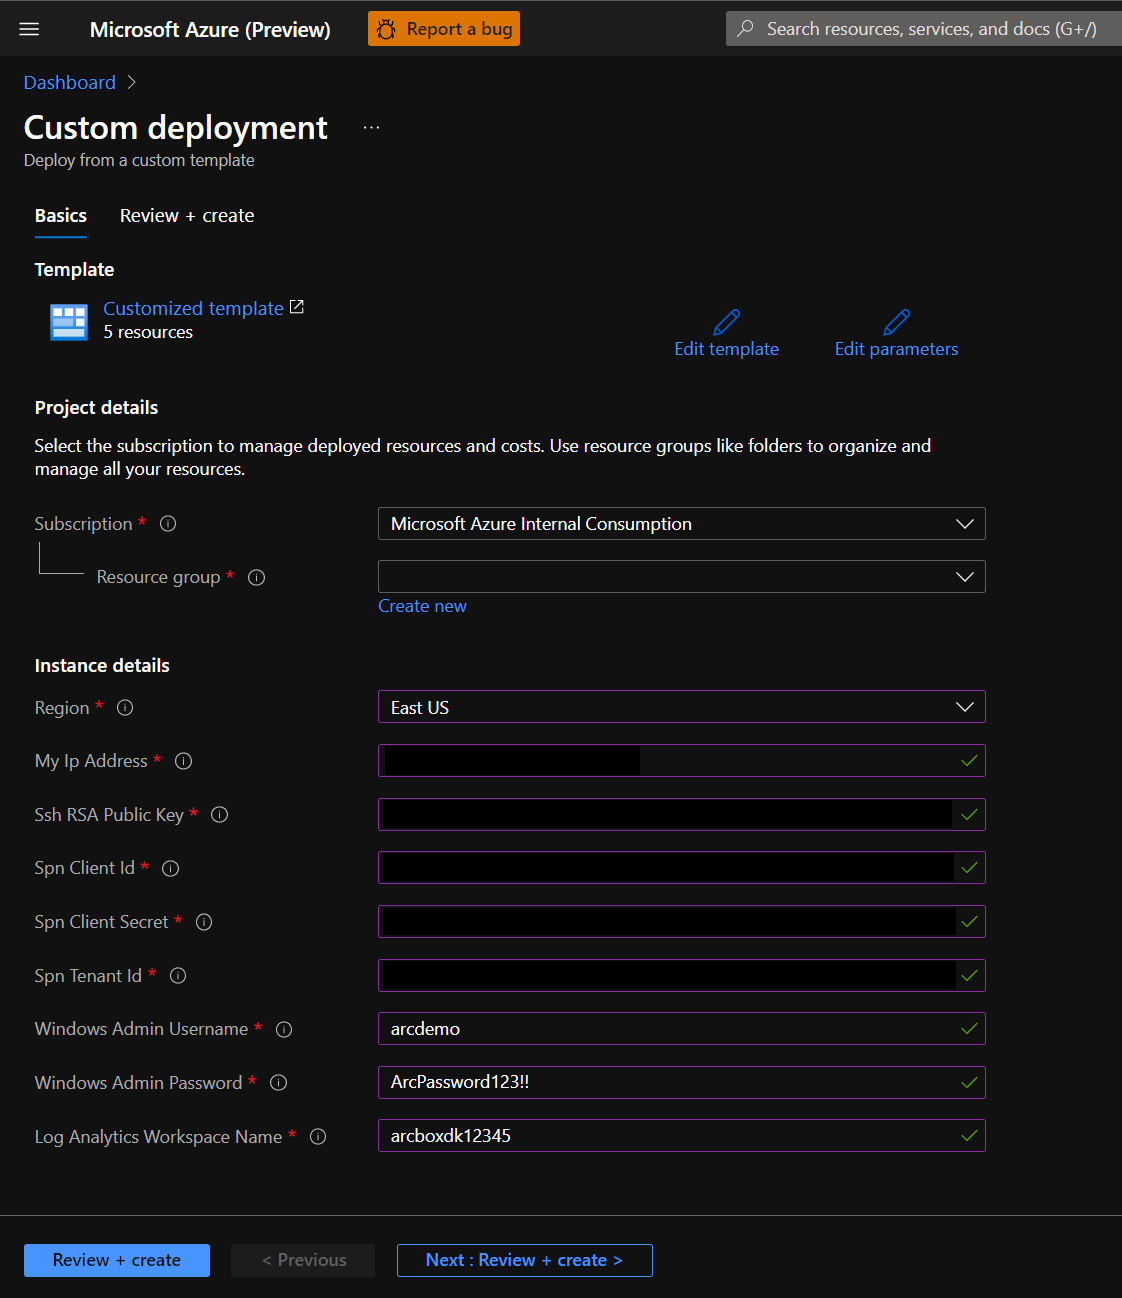 Microsoft Azure (Preview)
Report a bug
Search resources, services, and docs (G+/)
Dashboard
Custom deployment
...
Deploy from a custom template
Basics
Review + create
Template
Customized template
5 resources
Edit template
Edit parameters
Project details
Select the subscription to manage deployed resources and costs. Use resource groups like folders to organize and
manage all your resources.
Subscription *
Microsoft Azure Internal Consumption
Resource group *
Create new
Instance details
Region *
East US
My Ip Address *
Ssh RSA Public Key *
Spn Client Id *
Spn Client Secret *
Spn Tenant Id *
Windows Admin Username *
arcdemo
Windows Admin Password *
ArcPassword123!!
Log Analytics Workspace Name *
arcboxdk12345
Review + create
< Previous
Next : Review + create >